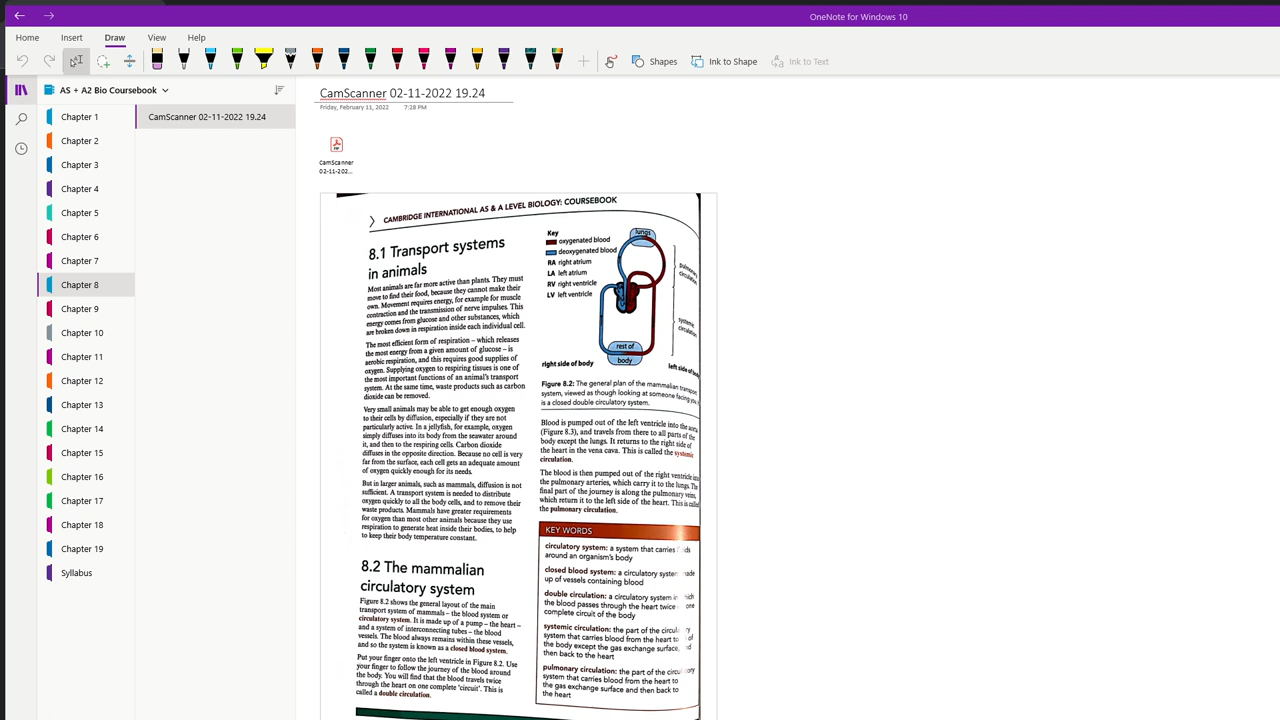 OneNote for Windows 10
Home Insert Draw View Help
Shapes Ink to Shape Ink to Text
AS + A2 Bio Coursebook
Chapter 1
Chapter 2
Chapter 3
Chapter 4
Chapter 5
Chapter 6
Chapter 7
Chapter 8
Chapter 9
Chapter 10
Chapter 11
Chapter 12
Chapter 13
Chapter 14
Chapter 15
Chapter 16
Chapter 17
Chapter 18
Chapter 19
Syllabus
CamScanner 02-11-2022 19.24
CamScanner 02-11-2022 19.24
Friday, February 11, 2022 7:28 PM
PDF
CamScanner
02-11-202...
CAMBRIDGE INTERNATIONAL AS & A LEVEL BIOLOGY: COURSEBOOK
8.1 Transport systems
in animals
Most animals are far more active than plants. They must
move to find their food, because they cannot make their
own. Movement requires energy, for example for muscle
contraction and the transmission of nerve impulses. This
energy comes from glucose and other substances, which
are broken down in respiration inside each individual cell.
The most efficient form of respiration – which releases
the most energy from a given amount of glucose – is
aerobic respiration, and this requires good supplies of
oxygen. Supplying oxygen to respiring tissues is one of
the most important functions of an animal's transport
system. At the same time, waste products such as carbon
dioxide can be removed.
Very small animals may be able to get enough oxygen
to their cells by diffusion, especially if they are not
particularly active. In a jellyfish, for example, oxygen
simply diffuses into its body from the seawater around
it, and then to the respiring cells. Carbon dioxide
diffuses in the opposite direction. Because no cell is very
far from the surface, each cell gets an adequate amount
of oxygen quickly enough for its needs.
But in larger animals, such as mammals, diffusion is not
sufficient. A transport system is needed to distribute
oxygen quickly to all the body cells, and to remove their
waste products. Mammals have greater requirements
for oxygen than most other animals because they use
respiration to generate heat inside their bodies, to help
to keep their body temperature constant.
8.2 The mammalian
circulatory system
Figure 8.2 shows the general layout of the main
transport system of mammals – the blood system or
circulatory system. It is made up of a pump – the heart –
and a system of interconnecting tubes – the blood
vessels. The blood always remains within these vessels,
and so the system is known as a closed blood system.
Put your finger onto the left ventricle in Figure 8.2. Use
your finger to follow the journey of the blood around
the body. You will find that the blood travels twice
through the heart on one complete 'circuit'. This is
called a double circulation.
Key
oxygenated blood
deoxygenated blood
RA right atrium
LA left atrium
RV right ventricle
LV left ventricle
lungs
pulmonary
circulation
systemic
circulation
rest of
body
right side of body
left side of body
Figure 8.2: The general plan of the mammalian transport
system, viewed as though looking at someone facing you
is a closed double circulatory system.
Blood is pumped out of the left ventricle into the aorta
(Figure 8.3), and travels from there to all parts of the
body except the lungs. It returns to the right side of
the heart in the vena cava. This is called the systemic
circulation.
The blood is then pumped out of the right ventricle into
the pulmonary arteries, which carry it to the lungs. The
final part of the journey is along the pulmonary veins,
which return it to the left side of the heart. This is called
the pulmonary circulation.
KEY WORDS
circulatory system: a system that carries fluids
around an organism's body
closed blood system: a circulatory system made
up of vessels containing blood
double circulation: a circulatory system in which
the blood passes through the heart twice one
complete circuit of the body
systemic circulation: the part of the circulatory
system that carries blood from the heart to of
the body except the gas exchange surface, and
then back to the heart
pulmonary circulation: the part of the circulatory
system that carries blood from the heart to
the gas exchange surface and then back to
the heart